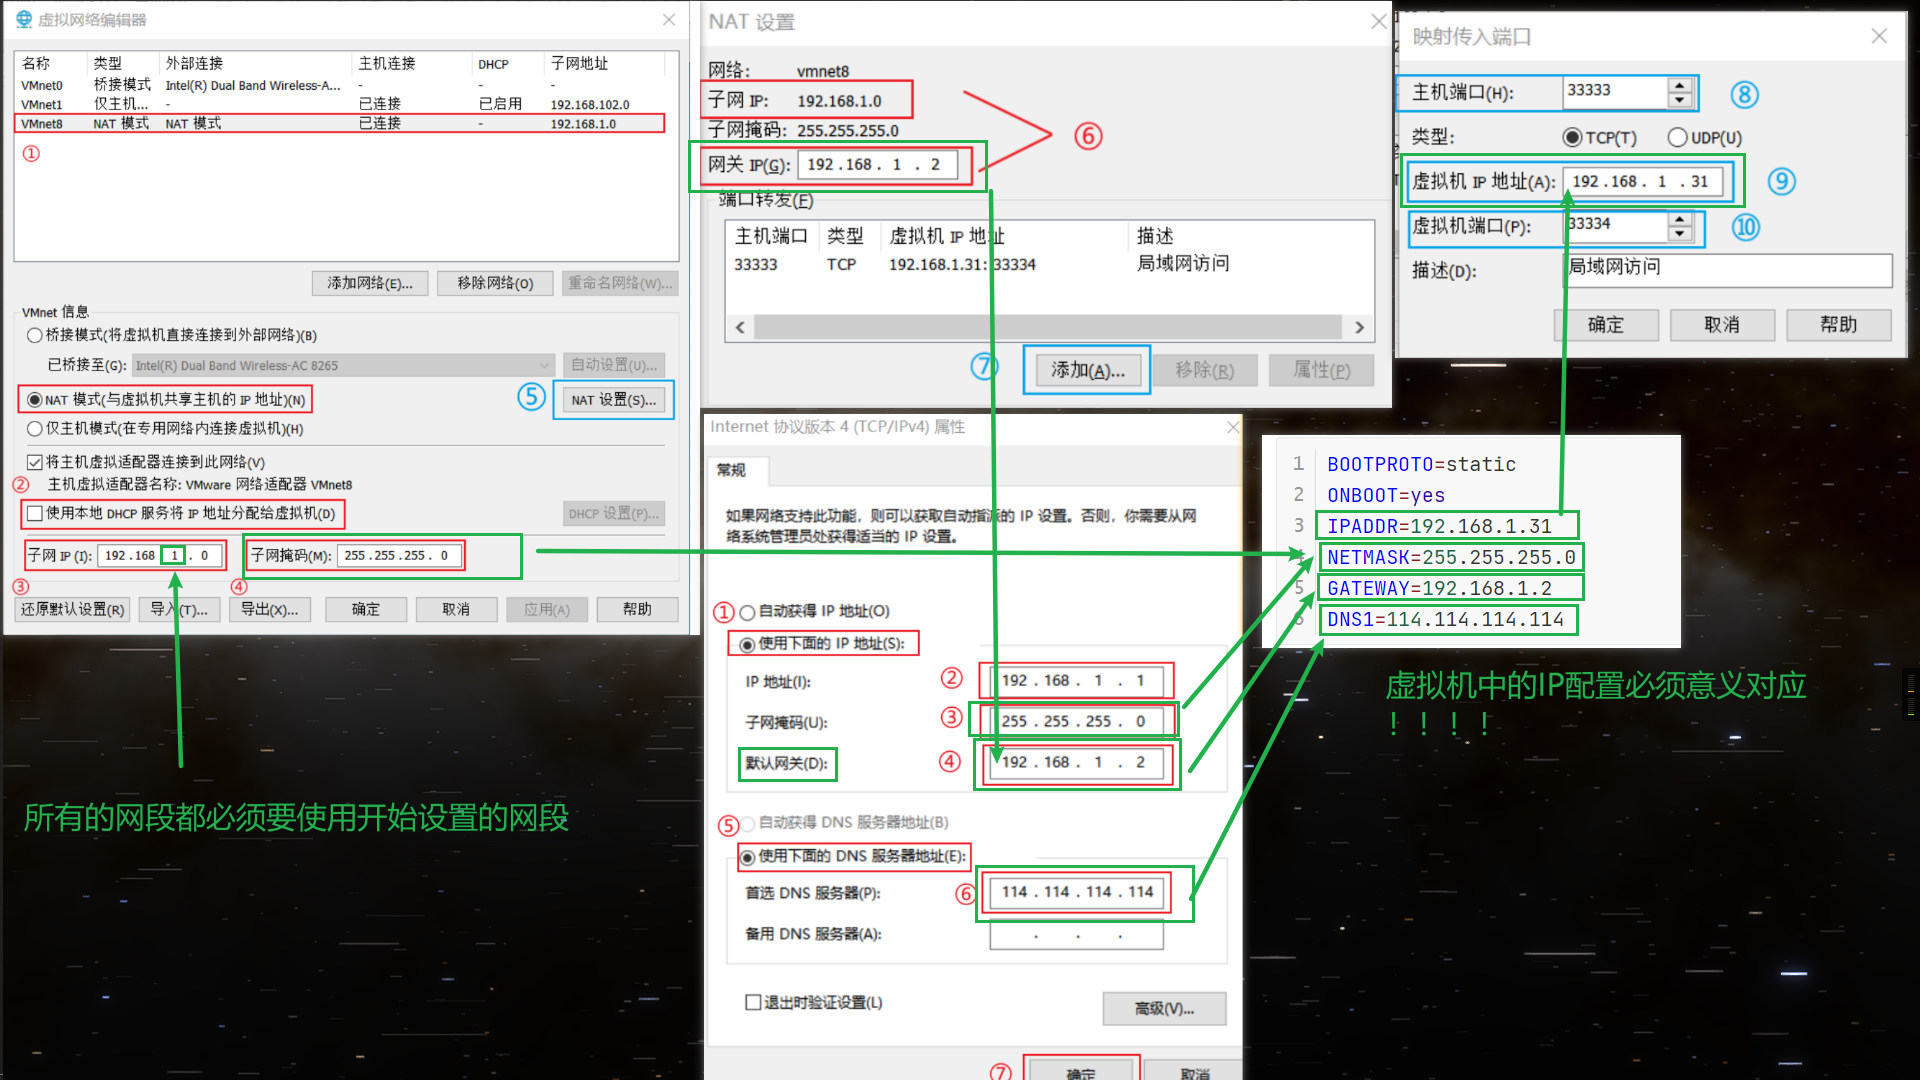 虚拟网络编辑器
名称 类型 外部连接 主机连接 DHCP 子网地址
VMnet0 桥接模式 Intel(R) Dual Band Wireless-A... - - -
VMnet1 仅主机... - 已连接 已启用 192.168.102.0
VMnet8 NAT 模式 NAT 模式 已连接 - 192.168.1.0
①
添加网络(E)... 移除网络(O) 重命名网络(W)...
VMnet 信息
桥接模式(将虚拟机直接连接到外部网络)(B)
已桥接至(G): Intel(R) Dual Band Wireless-AC 8265 自动设置(U)...
NAT 模式(与虚拟机共享主机的 IP 地址)(N) ⑤ NAT 设置(S)...
仅主机模式(在专用网络内连接虚拟机)(H)
将主机虚拟适配器连接到此网络(V)
② 主机虚拟适配器名称: VMware 网络适配器 VMnet8
使用本地 DHCP 服务将 IP 地址分配给虚拟机(D) DHCP 设置(P)...
子网 IP (I): 192.168 1 . 0 子网掩码(M): 255.255.255. 0
③ ④
还原默认设置(R) 导入(T)... 导出(X)... 确定 取消 应用(A) 帮助
所有的网段都必须要使用开始设置的网段
NAT 设置
网络: vmnet8
子网 IP: 192.168.1.0
子网掩码: 255.255.255.0
⑥
网关 IP(G): 192.168. 1 . 2
端口转发(F)
主机端口 类型 虚拟机 IP 地址 描述
33333 TCP 192.168.1.31: 33334 局域网访问
⑦ 添加(A)... 移除(R) 属性(P)
映射传入端口
主机端口(H): 33333 ⑧
类型: TCP(T) UDP(U)
虚拟机 IP 地址(A): 192.168. 1 .31 ⑨
虚拟机端口(P): 33334 ⑩
描述(D): 局域网访问
确定 取消 帮助
Internet 协议版本 4 (TCP/IPv4) 属性
常规
如果网络支持此功能，则可以获取自动指派的 IP 设置。否则，你需要从网
络系统管理员处获得适当的 IP 设置。
① 自动获得 IP 地址(O)
使用下面的 IP 地址(S):
IP 地址(I): ② 192 . 168 . 1 . 1
子网掩码(U): ③ 255 . 255 . 255 . 0
默认网关(D): ④ 192 . 168 . 1 . 2
⑤ 自动获得 DNS 服务器地址(B)
使用下面的 DNS 服务器地址(E):
首选 DNS 服务器(P): ⑥ 114 . 114 . 114 . 114
备用 DNS 服务器(A): . . .
退出时验证设置(L) 高级(V)...
⑦ 确定 取消
1 BOOTPROTO=static
2 ONBOOT=yes
3 IPADDR=192.168.1.31
NETMASK=255.255.255.0
5 GATEWAY=192.168.1.2
6 DNS1=114.114.114.114
虚拟机中的IP配置必须意义对应
！！！！